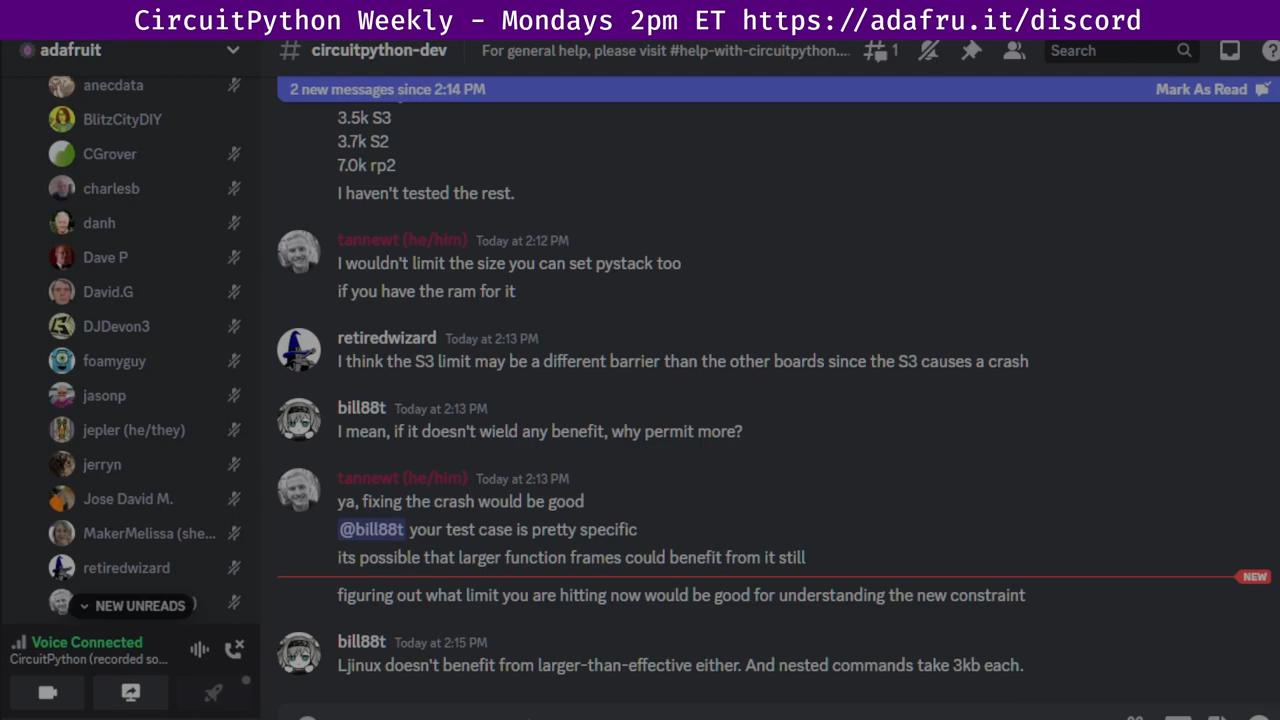 CircuitPython Weekly - Mondays 2pm ET https://adafru.it/discord
adafruit
# circuitpython-dev
For general help, please visit #help-with-circuitpython....
1
Search
anecdata
BlitzCityDIY
CGrover
charlesb
danh
Dave P
David.G
DJDevon3
foamyguy
jasonp
jepler (he/they)
jerryn
Jose David M.
MakerMelissa (she...
retiredwizard
NEW UNREADS
Voice Connected
CircuitPython (recorded so...
2 new messages since 2:14 PM
Mark As Read
3.5k S3
3.7k S2
7.0k rp2
I haven't tested the rest.
tannewt (he/him) Today at 2:12 PM
I wouldn't limit the size you can set pystack too
if you have the ram for it
retiredwizard Today at 2:13 PM
I think the S3 limit may be a different barrier than the other boards since the S3 causes a crash
bill88t Today at 2:13 PM
I mean, if it doesn't wield any benefit, why permit more?
tannewt (he/him) Today at 2:13 PM
ya, fixing the crash would be good
@bill88t your test case is pretty specific
its possible that larger function frames could benefit from it still
NEW
figuring out what limit you are hitting now would be good for understanding the new constraint
bill88t Today at 2:15 PM
Ljinux doesn't benefit from larger-than-effective either. And nested commands take 3kb each.